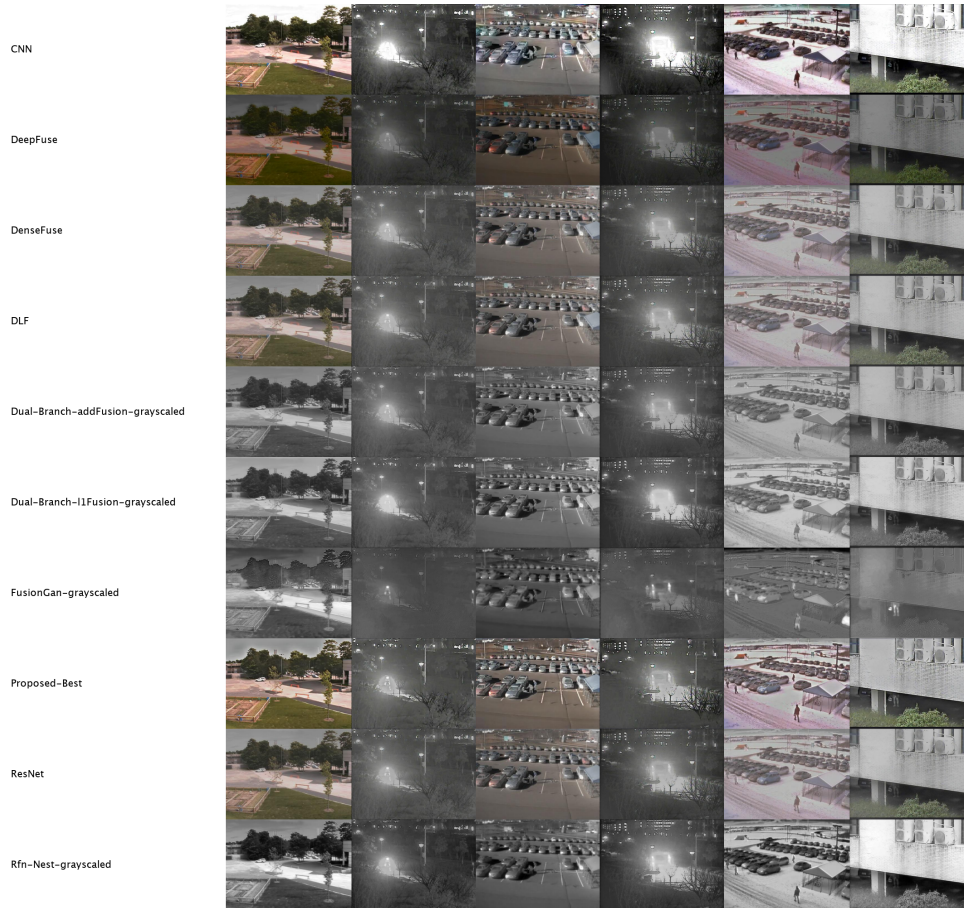 CNN
DeepFuse
DenseFuse
DLF
Dual-Branch-addFusion-grayscaled
Dual-Branch-l1Fusion-grayscaled
FusionGan-grayscaled
Proposed-Best
ResNet
Rfn-Nest-grayscaled